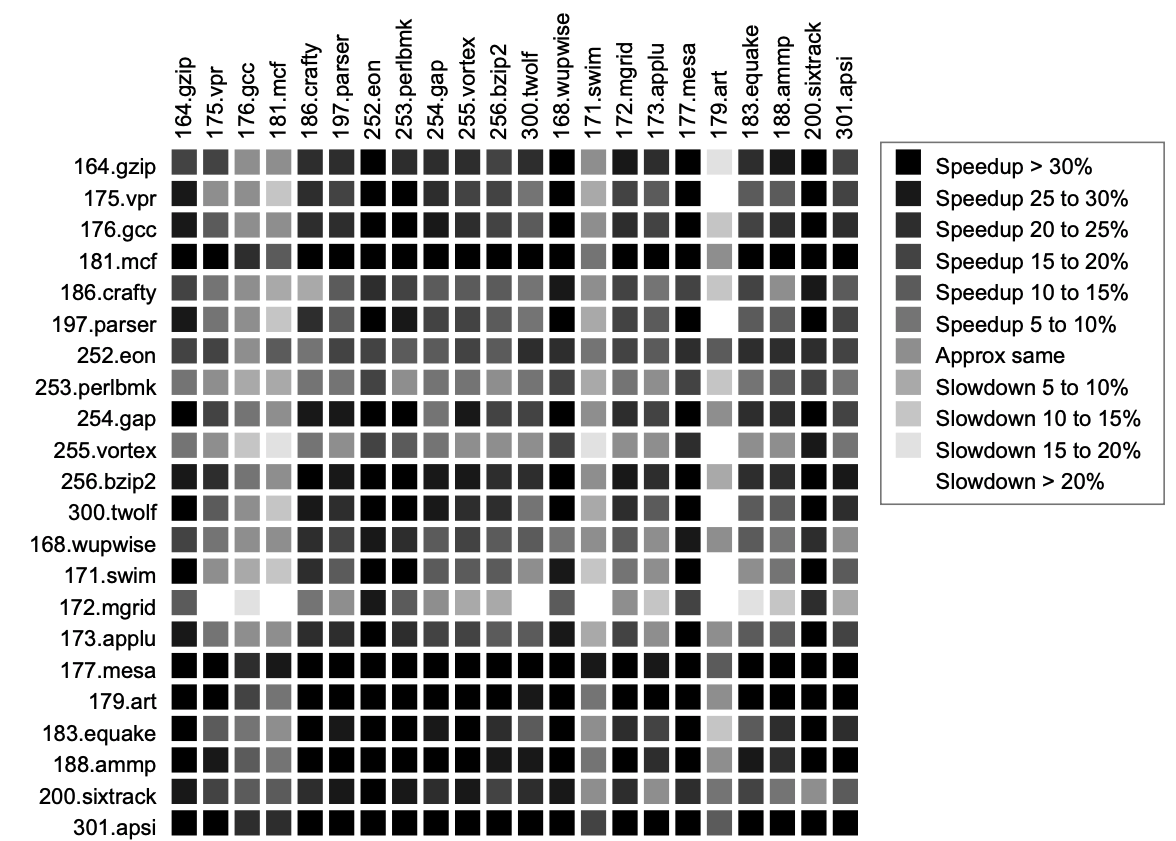 164.gzip
175.vpr
176.gcc
181.mcf
186.crafty
197.parser
252.eon
253.perlbmk
254.gap
255.vortex
256.bzip2
300.twolf
168.wupwise
171.swim
172.mgrid
173.applu
177.mesa
179.art
183.equake
188.ammp
200.sixtrack
301.apsi
164.gzip
175.vpr
176.gcc
181.mcf
186.crafty
197.parser
252.eon
253.perlbmk
254.gap
255.vortex
256.bzip2
300.twolf
168.wupwise
171.swim
172.mgrid
173.applu
177.mesa
179.art
183.equake
188.ammp
200.sixtrack
301.apsi
Speedup > 30%
Speedup 25 to 30%
Speedup 20 to 25%
Speedup 15 to 20%
Speedup 10 to 15%
Speedup 5 to 10%
Approx same
Slowdown 5 to 10%
Slowdown 10 to 15%
Slowdown 15 to 20%
Slowdown > 20%